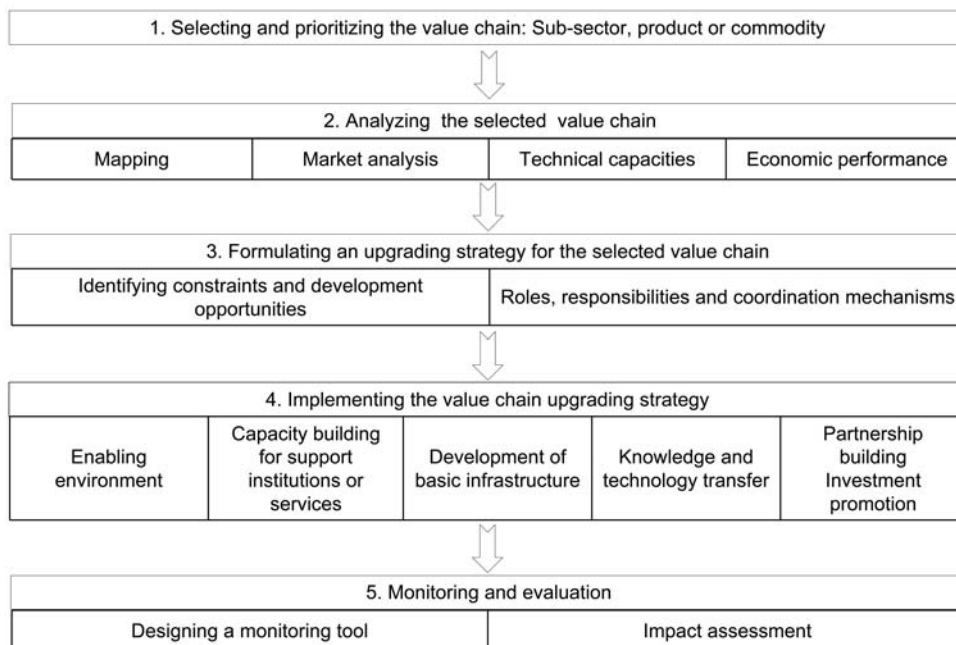 1. Selecting and prioritizing the value chain: Sub-sector, product or commodity
2. Analyzing the selected value chain
Mapping
Market analysis
Technical capacities
Economic performance
3. Formulating an upgrading strategy for the selected value chain
Identifying constraints and development
opportunities
Roles, responsibilities and coordination mechanisms
4. Implementing the value chain upgrading strategy
Enabling
environment
Capacity building
for support
institutions or
services
Development of
basic infrastructure
Knowledge and
technology transfer
Partnership
building
Investment
promotion
5. Monitoring and evaluation
Designing a monitoring tool
Impact assessment